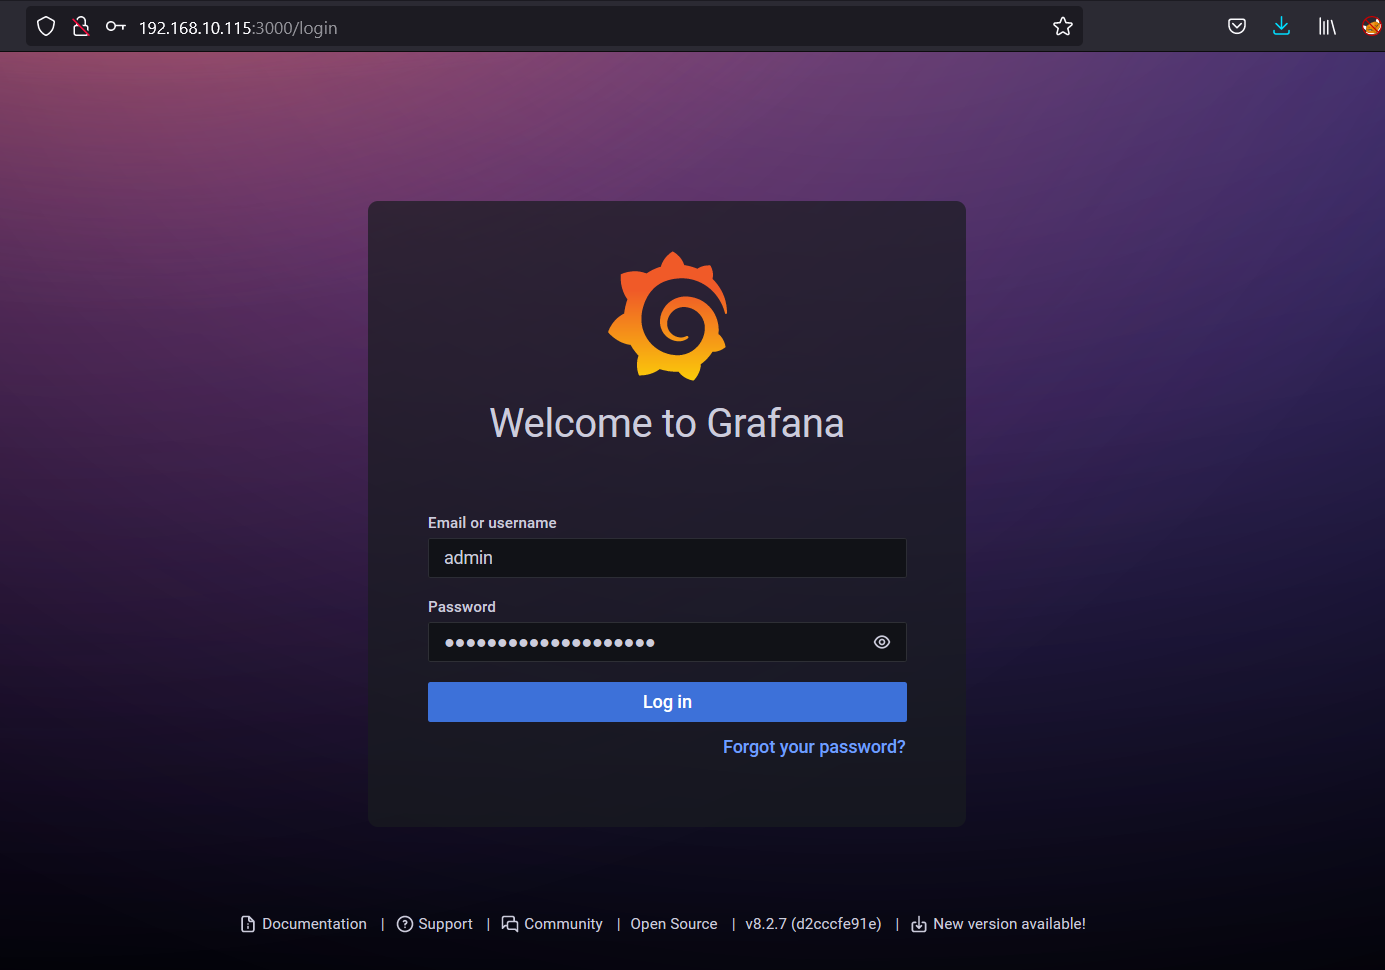 192.168.10.115:3000/login
Welcome to Grafana
Email or username
admin
Password
Log in
Forgot your password?
Documentation | Support | Community | Open Source | v8.2.7 (d2cccfe91e) | New version available!